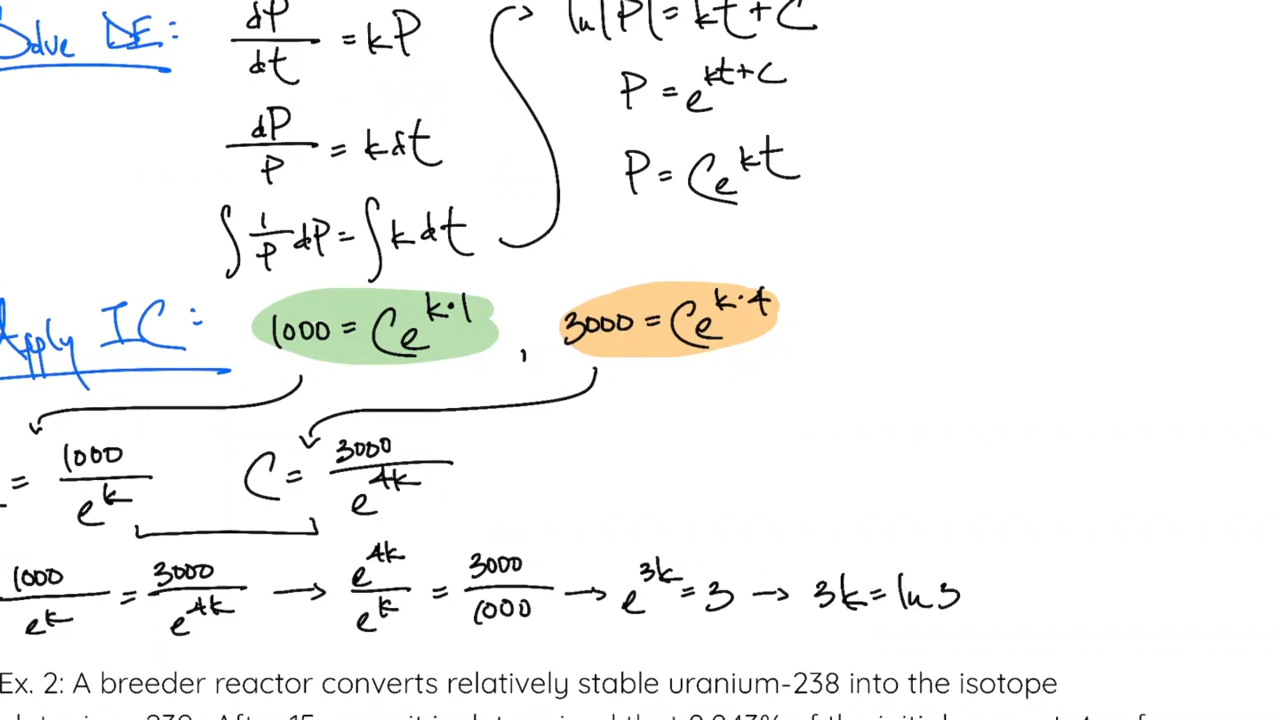 Solve DE:
dP/dt = kP
dP/P = kdt
∫ 1/P dP = ∫ k dt
ln|P| = kt + C
P = e^{kt+C}
P = Ce^{kt}
Apply IC: 1000 = Ce^{k·1} , 3000 = Ce^{k·4}
= 1000/e^{k} C = 3000/e^{4k}
1000/e^{k} = 3000/e^{4k} → e^{4k}/e^{k} = 3000/1000 → e^{3k} = 3 → 3k = ln 3
Ex. 2: A breeder reactor converts relatively stable uranium-238 into the isotope